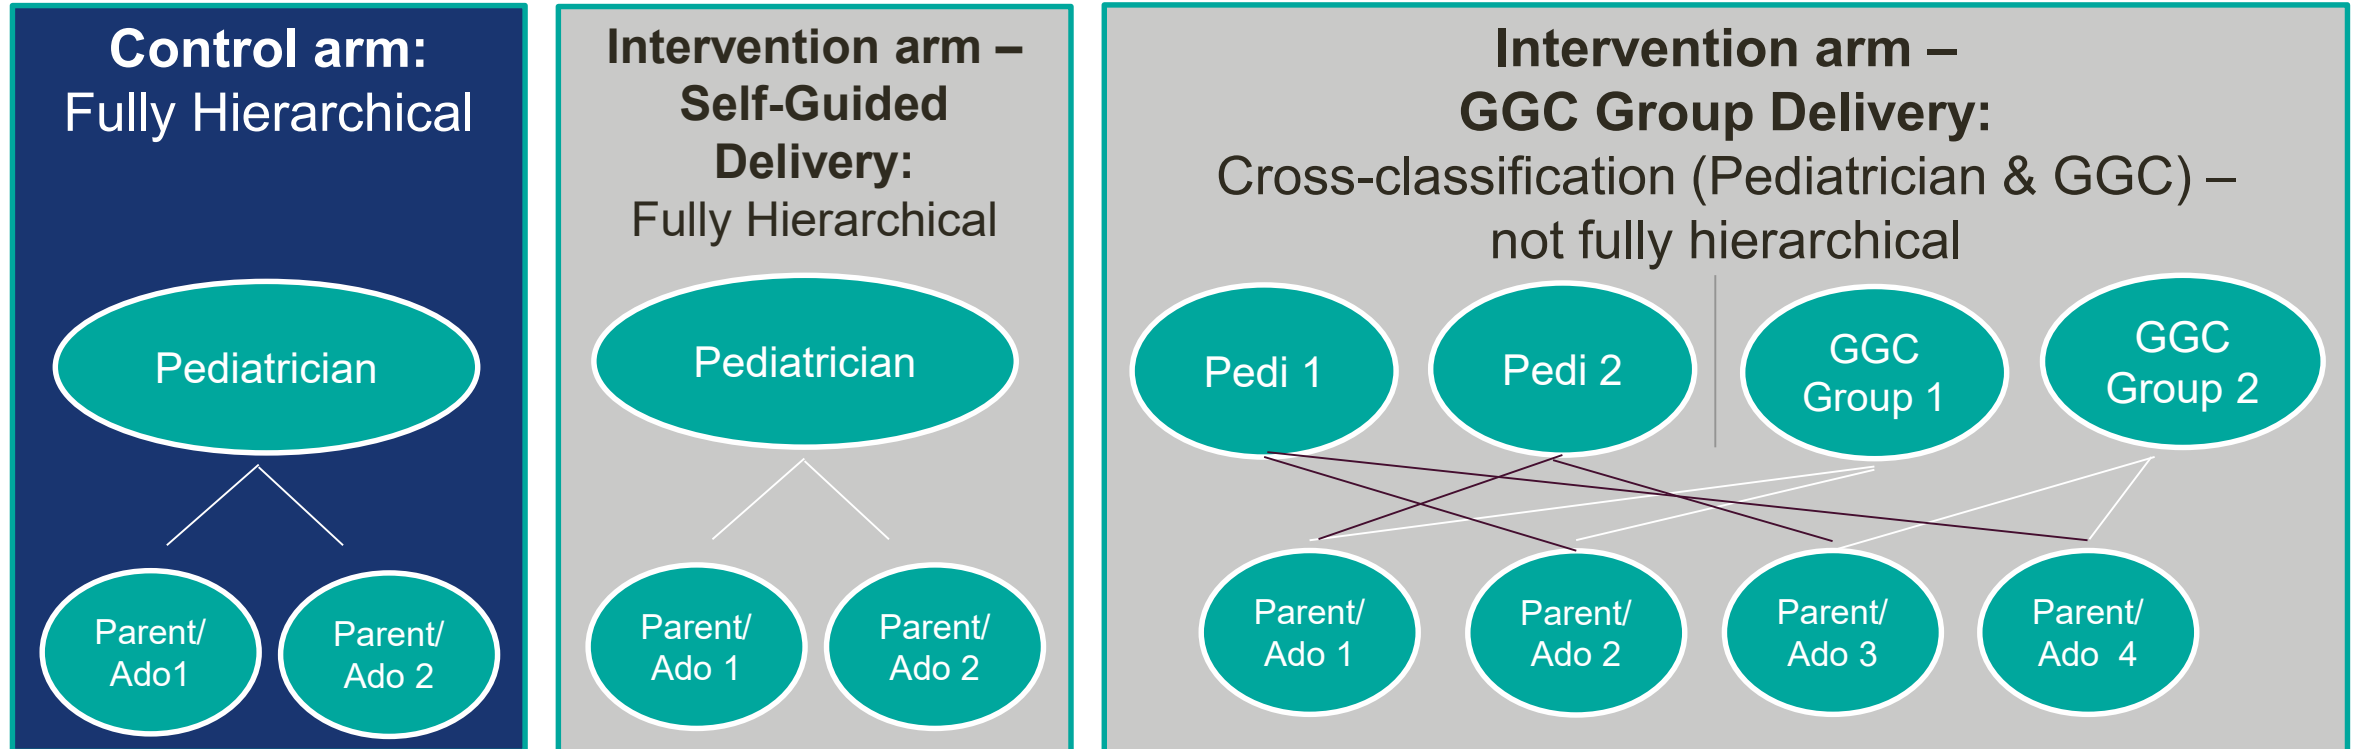 Control arm:
Fully Hierarchical
Pediatrician
Parent/
Ado1
Parent/
Ado 2
Intervention arm –
Self-Guided
Delivery:
Fully Hierarchical
Pediatrician
Parent/
Ado 1
Parent/
Ado 2
Intervention arm –
GGC Group Delivery:
Cross-classification (Pediatrician & GGC) –
not fully hierarchical
Pedi 1
Pedi 2
GGC
Group 1
GGC
Group 2
Parent/
Ado 1
Parent/
Ado 2
Parent/
Ado 3
Parent/
Ado 4